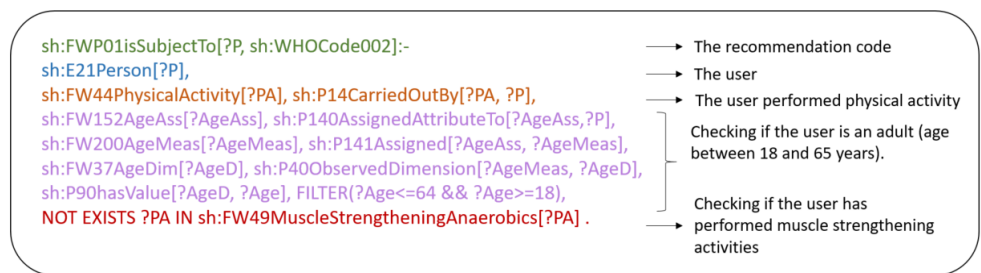 sh:FWP01isSubjectTo[?P, sh:WHOCode002]:-
The recommendation code
sh:E21Person[?P],
The user
sh:FW44PhysicalActivity[?PA], sh:P14CarriedOutBy[?PA, ?P],
The user performed physical activity
sh:FW152AgeAss[?AgeAss], sh:P140AssignedAttributeTo[?AgeAss,?P],
sh:FW200AgeMeas[?AgeMeas], sh:P141Assigned[?AgeAss, ?AgeMeas],
sh:FW37AgeDim[?AgeD], sh:P40ObservedDimension[?AgeMeas, ?AgeD],
sh:P90hasValue[?AgeD, ?Age], FILTER(?Age<=64 && ?Age>=18),
Checking if the user is an adult (age
between 18 and 65 years).
NOT EXISTS ?PA IN sh:FW49MuscleStrengtheningAnaerobics[?PA] .
Checking if the user has
performed muscle strengthening
activities